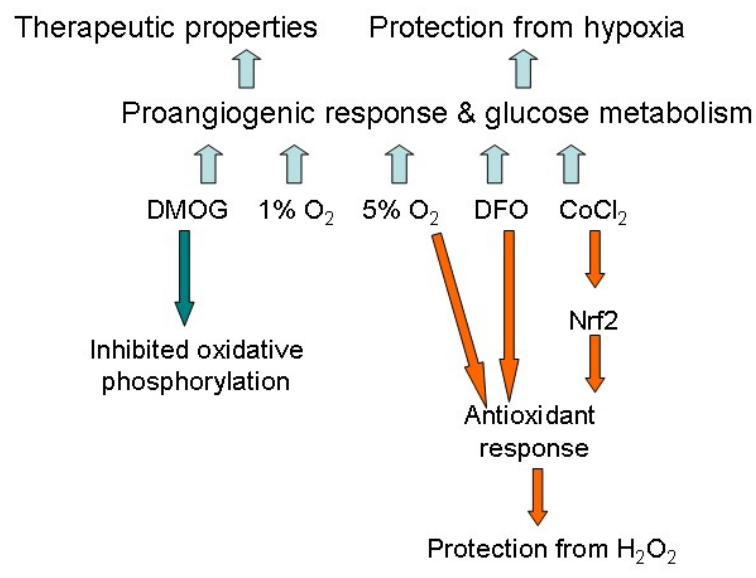 Therapeutic properties Protection from hypoxia
Proangiogenic response & glucose metabolism
DMOG 1% O₂ 5% O₂ DFO CoCl₂
Nrf2
Inhibited oxidative
phosphorylation
Antioxidant
response
Protection from H₂O₂